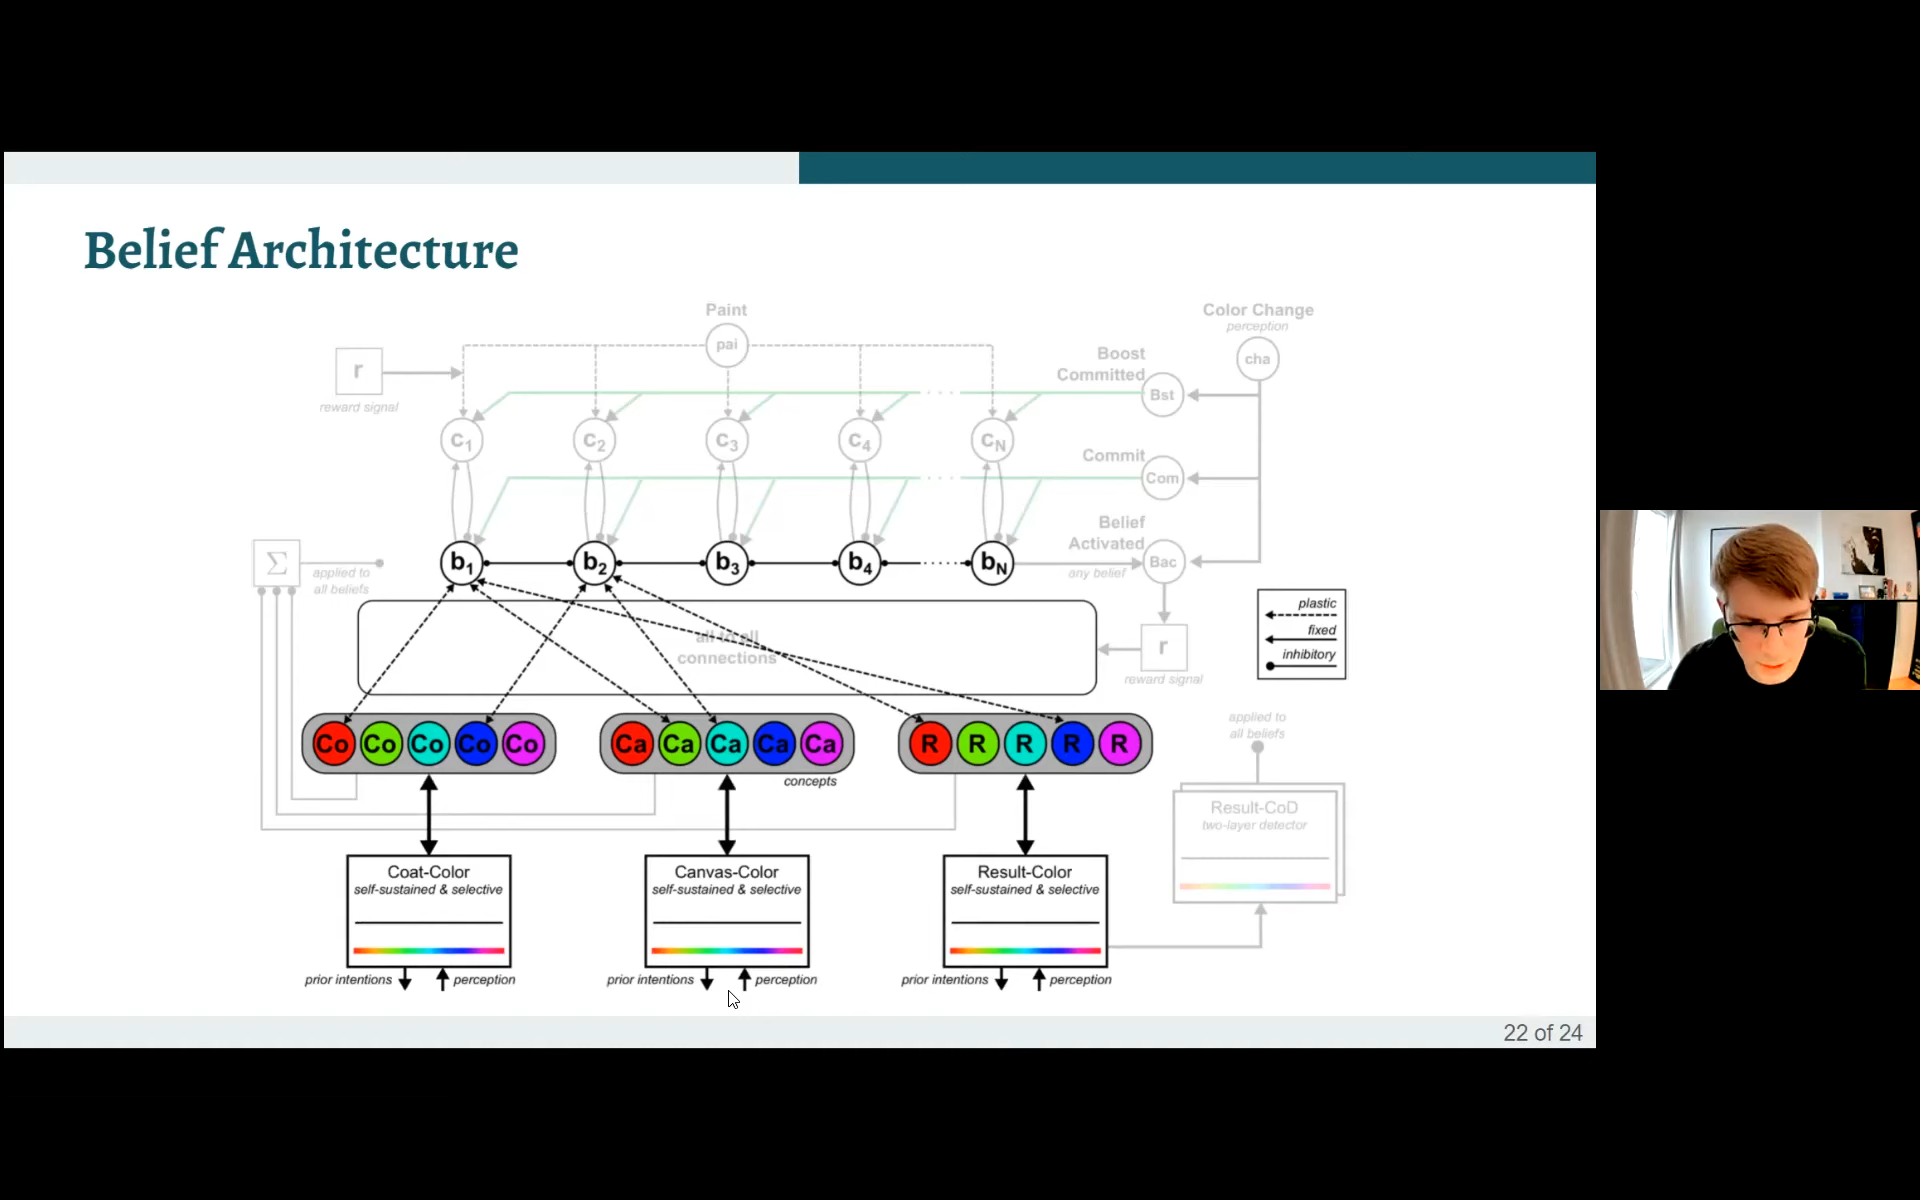 Belief Architecture
Paint
pai
Color Change
perception
cha
r
reward signal
Boost
Committed
Bst
c1
c2
c3
c4
cN
Commit
Com
Belief
Activated
any belief
Bac
Σ
applied to
all beliefs
b1
b2
b3
b4
bN
all to all
connections
r
reward signal
plastic
fixed
inhibitory
Co Co Co Co Co
Ca Ca Ca Ca Ca
R R R R R
concepts
applied to
all beliefs
Result-CoD
two-layer detector
Coat-Color
self-sustained & selective
prior intentions
perception
Canvas-Color
self-sustained & selective
prior intentions
perception
Result-Color
self-sustained & selective
prior intentions
perception
22 of 24